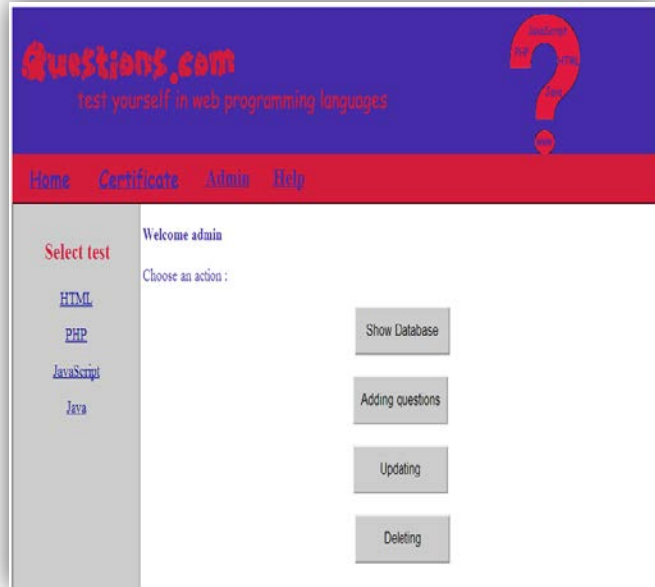 Questions.com
test yourself in web programming languages
JavaScript
PHP
HTML
Java
Home Certificate Admin Help
Select test
HTML
PHP
JavaScript
Java
Welcome admin
Choose an action :
Show Database
Adding questions
Updating
Deleting